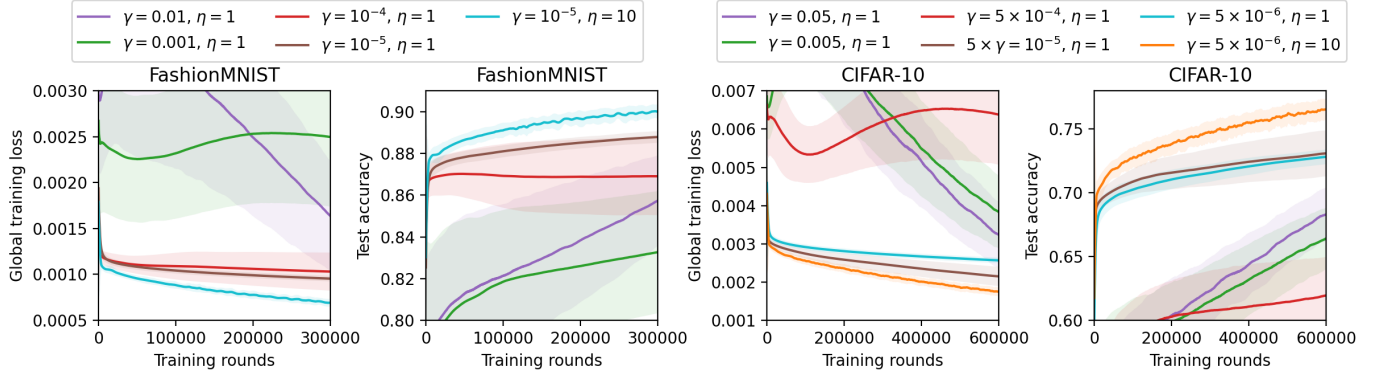 γ = 0.01, η = 1
γ = 0.001, η = 1
γ = 10⁻⁴, η = 1
γ = 10⁻⁵, η = 1
γ = 10⁻⁵, η = 10
γ = 0.05, η = 1
γ = 0.005, η = 1
γ = 5 × 10⁻⁴, η = 1
5 × γ = 10⁻⁵, η = 1
γ = 5 × 10⁻⁶, η = 1
γ = 5 × 10⁻⁶, η = 10
FashionMNIST
Global training loss
0.0030
0.0025
0.0020
0.0015
0.0010
0.0005
0 100000 200000 300000
Training rounds
FashionMNIST
Test accuracy
0.90
0.88
0.86
0.84
0.82
0.80
0 100000 200000 300000
Training rounds
CIFAR-10
Global training loss
0.007
0.006
0.005
0.004
0.003
0.002
0.001
0 200000 400000 600000
Training rounds
CIFAR-10
Test accuracy
0.75
0.70
0.65
0.60
0 200000 400000 600000
Training rounds